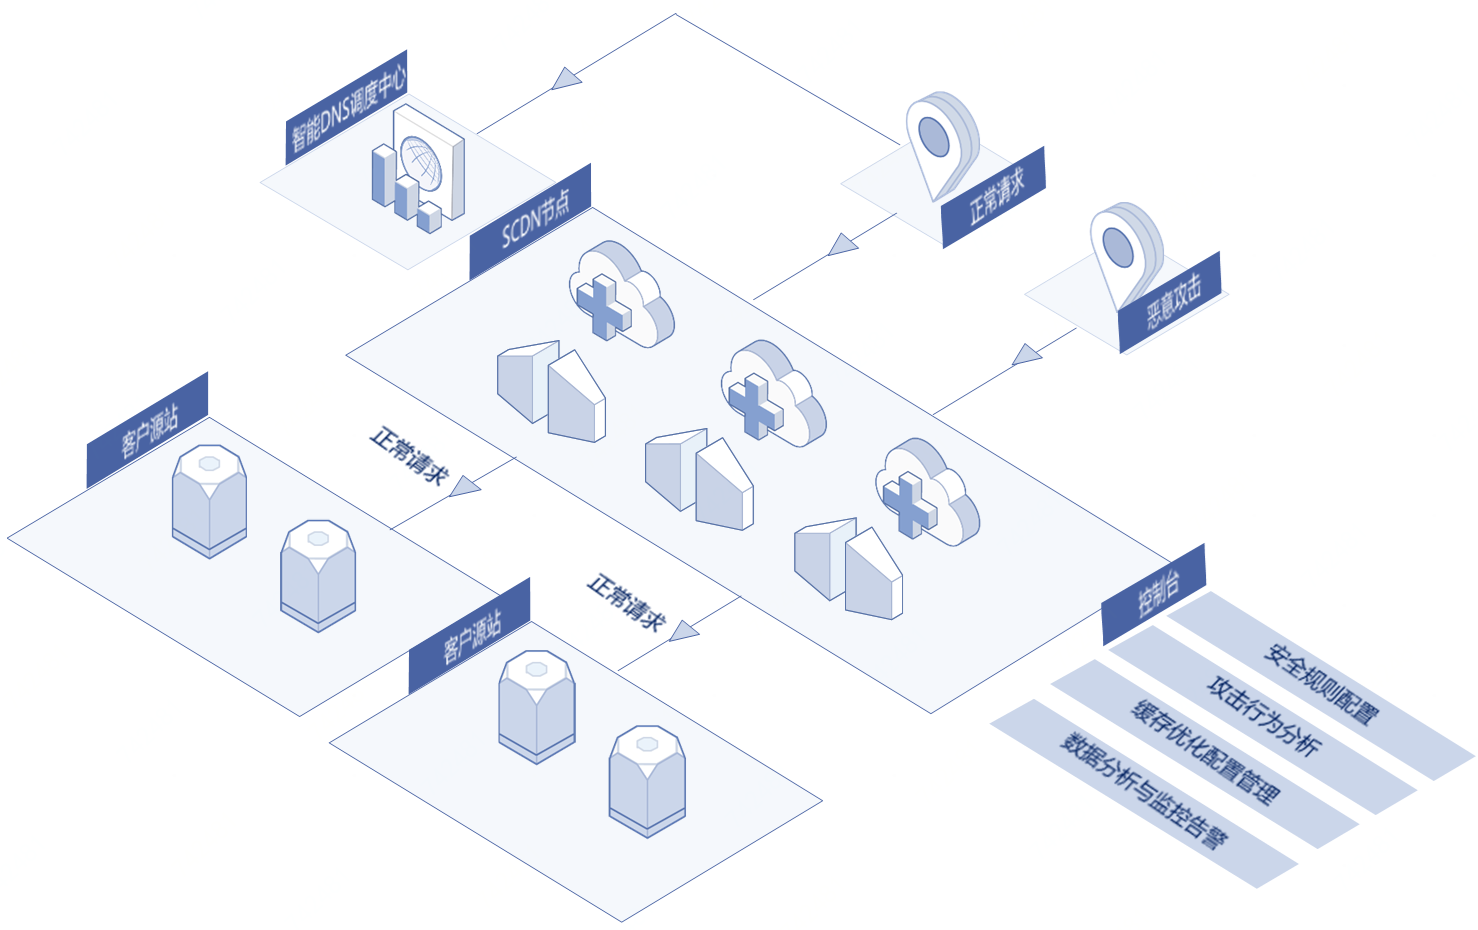 智能DNS调度中心
正常请求
SCDN节点
恶意攻击
客户源站
正常请求
正常请求
客户源站
控制台
安全规则配置
攻击行为分析
缓存优化配置管理
数据分析与监控告警